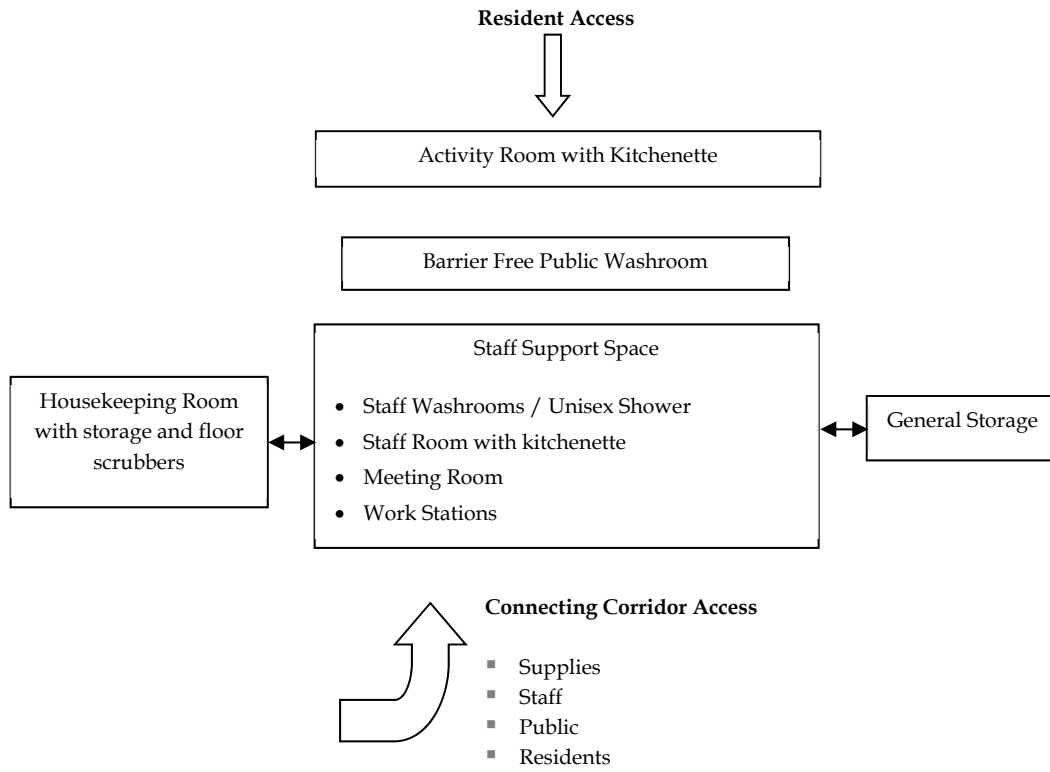 Resident Access
Activity Room with Kitchenette
Barrier Free Public Washroom
Staff Support Space
• Staff Washrooms / Unisex Shower
• Staff Room with kitchenette
• Meeting Room
• Work Stations
Housekeeping Room
with storage and floor
scrubbers
General Storage
Connecting Corridor Access
▪ Supplies
▪ Staff
▪ Public
▪ Residents